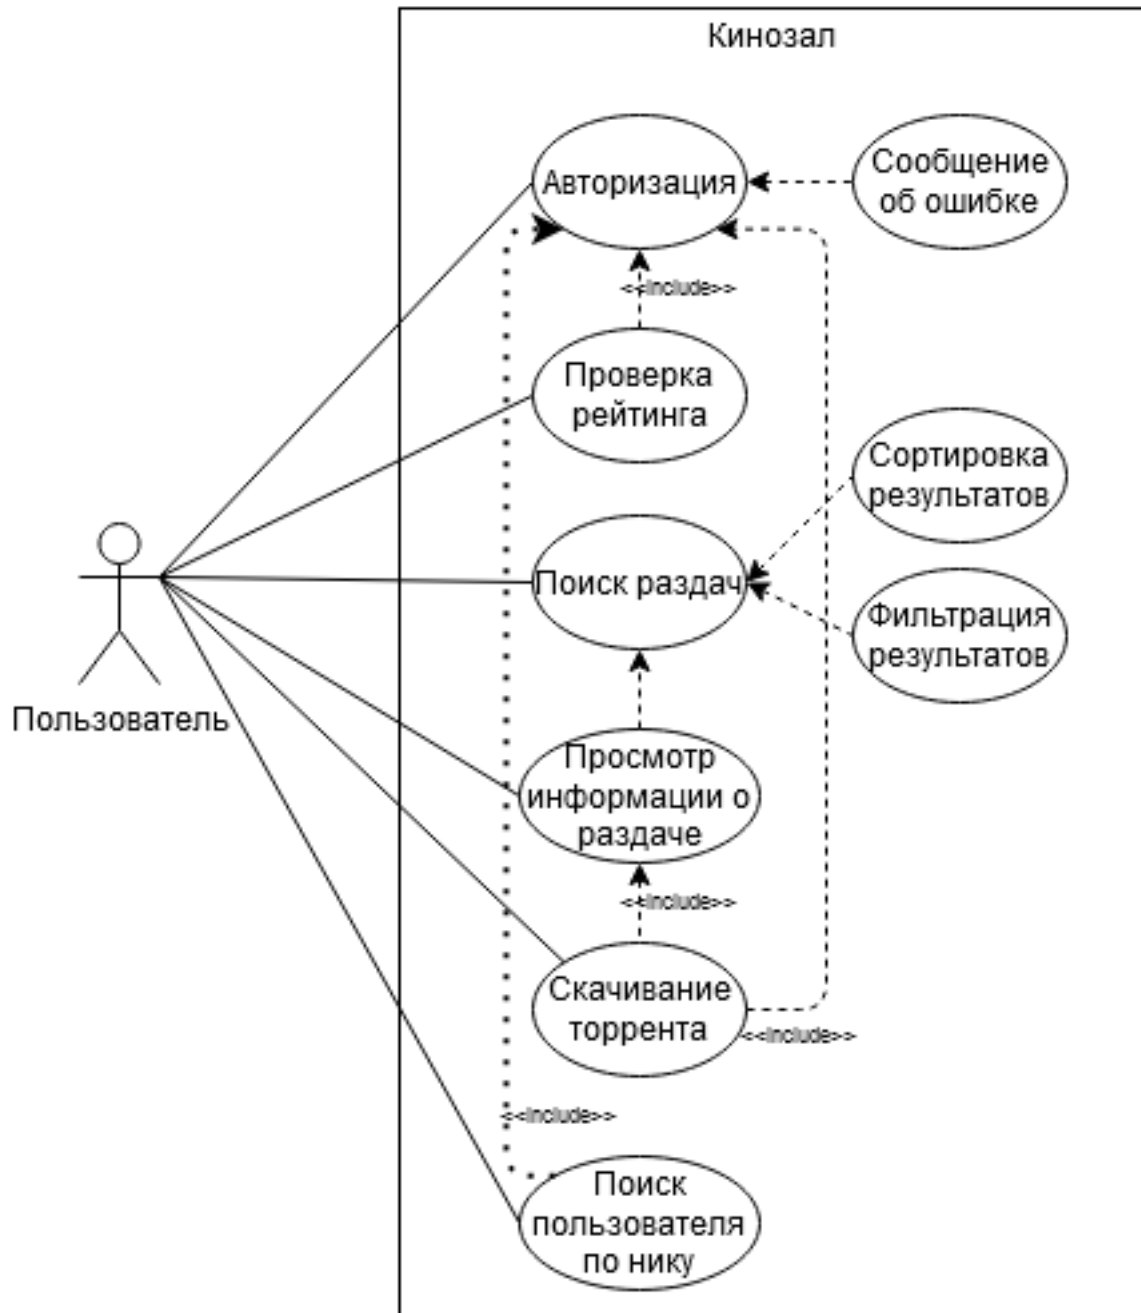 Кинозал
Авторизация
Сообщение
об ошибке
<<include>>
Проверка
рейтинга
Сортировка
результатов
Поиск раздач
Фильтрация
результатов
Пользователь
Просмотр
информации о
раздаче
<<include>>
Скачивание
торрента
<<include>>
<<include>>
Поиск
пользователя
по нику